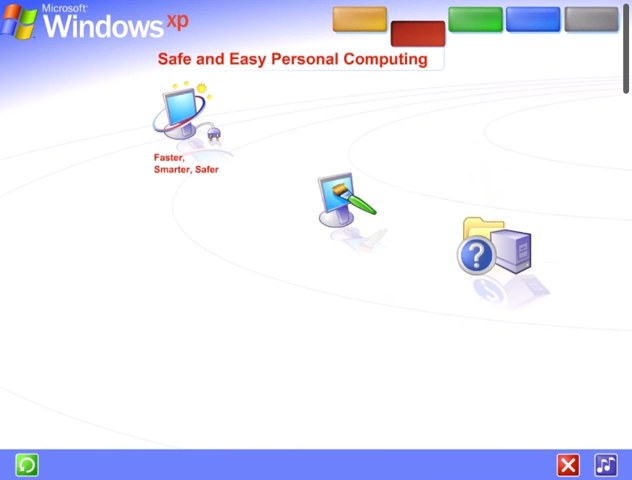 Microsoft®
Windows xp
Safe and Easy Personal Computing
Faster,
Smarter, Safer
?